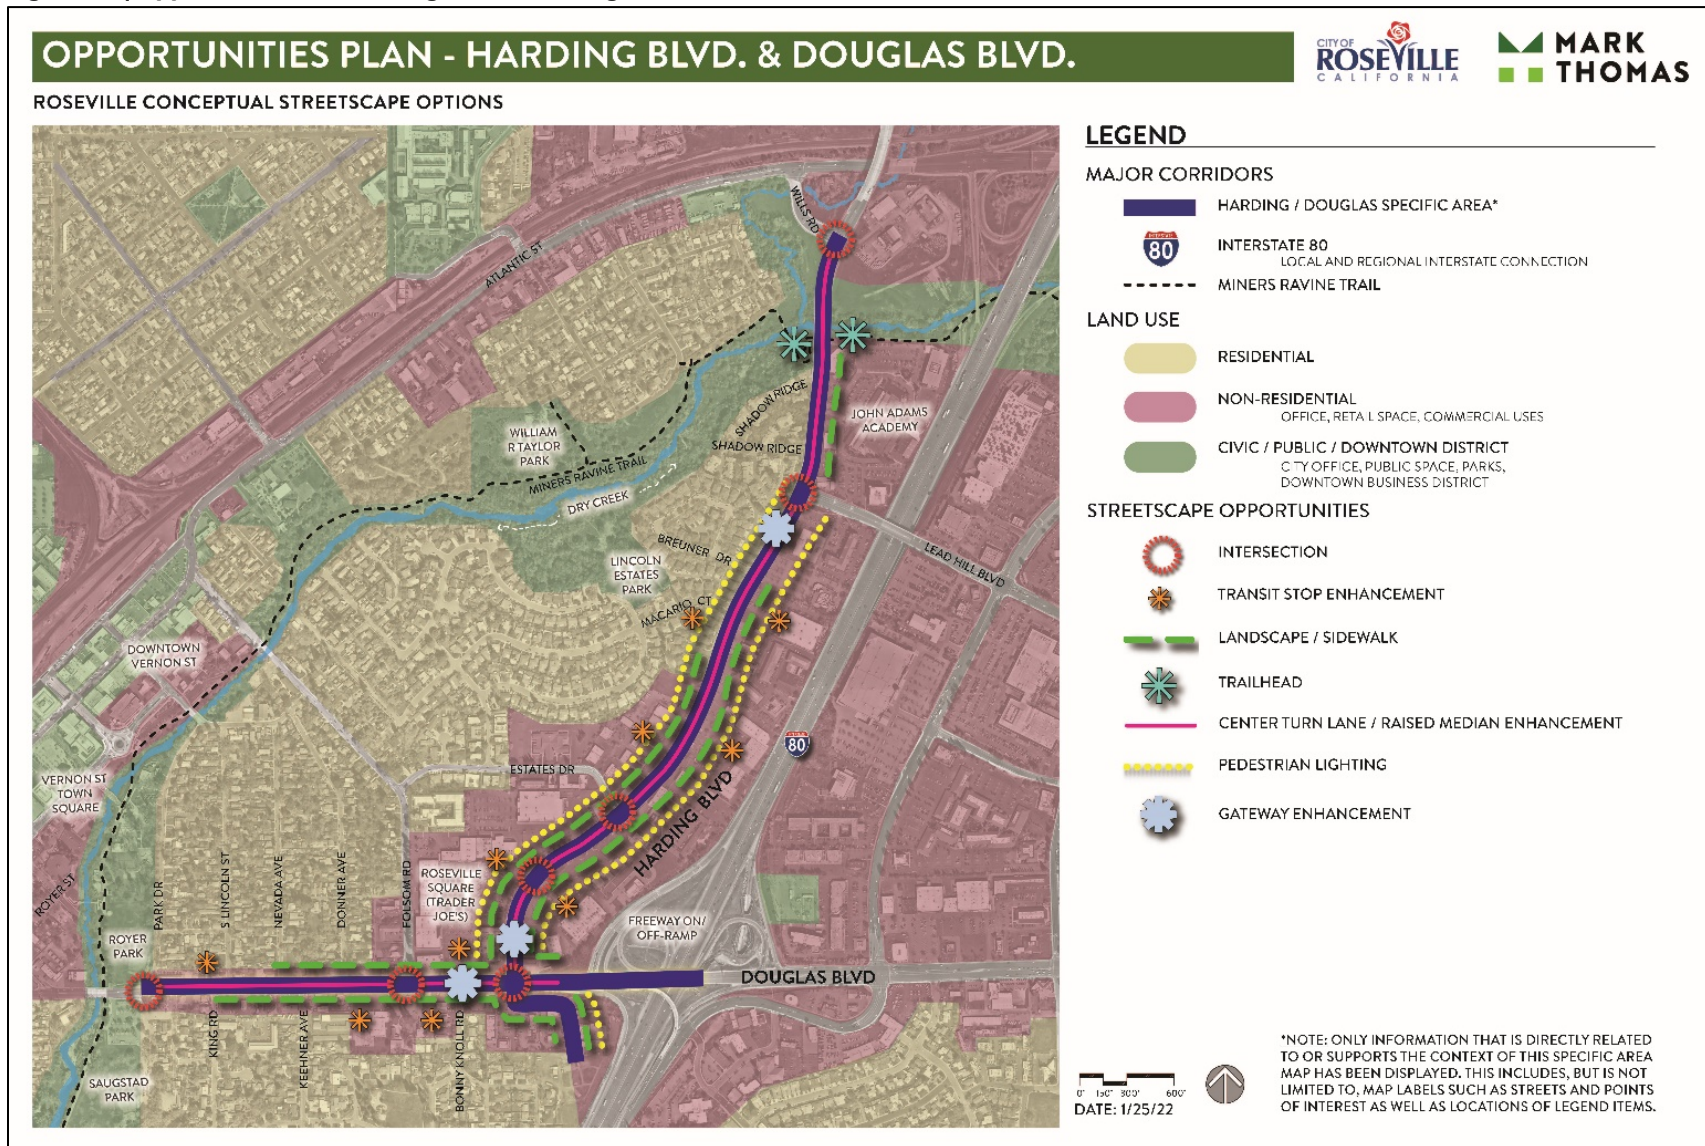 OPPORTUNITIES PLAN - HARDING BLVD. & DOUGLAS BLVD.
CITY OF
ROSEVILLE
CALIFORNIA
MARK
THOMAS
ROSEVILLE CONCEPTUAL STREETSCAPE OPTIONS
WILLS RD
ATLANTIC ST
SHADOW RIDGE
SHADOW RIDGE
JOHN ADAMS
ACADEMY
WILLIAM
R TAYLOR
PARK
MINERS RAVINE TRAIL
DRY CREEK
BREUNER DR
LINCOLN
ESTATES
PARK
MACARIO CT
LEAD HILL BLVD
DOWNTOWN
VERNON ST
VERNON ST
TOWN
SQUARE
ESTATES DR
80
HARDING BLVD
ROYER ST
PARK DR
S LINCOLN ST
NEVADA AVE
DONNER AVE
FOLSOM RD
ROSEVILLE
SQUARE
(TRADER
JOE'S)
FREEWAY ON/
OFF-RAMP
ROYER
PARK
DOUGLAS BLVD
KING RD
KEEHNER AVE
BONNY KNOLL RD
SAUGSTAD
PARK
LEGEND
MAJOR CORRIDORS
HARDING / DOUGLAS SPECIFIC AREA*
INTERSTATE
80
INTERSTATE 80
LOCAL AND REGIONAL INTERSTATE CONNECTION
MINERS RAVINE TRAIL
LAND USE
RESIDENTIAL
NON-RESIDENTIAL
OFFICE, RETAIL SPACE, COMMERCIAL USES
CIVIC / PUBLIC / DOWNTOWN DISTRICT
CITY OFFICE, PUBLIC SPACE, PARKS,
DOWNTOWN BUSINESS DISTRICT
STREETSCAPE OPPORTUNITIES
INTERSECTION
TRANSIT STOP ENHANCEMENT
LANDSCAPE / SIDEWALK
TRAILHEAD
CENTER TURN LANE / RAISED MEDIAN ENHANCEMENT
PEDESTRIAN LIGHTING
GATEWAY ENHANCEMENT
0' 150' 300' 600'
DATE: 1/25/22
*NOTE: ONLY INFORMATION THAT IS DIRECTLY RELATED
TO OR SUPPORTS THE CONTEXT OF THIS SPECIFIC AREA
MAP HAS BEEN DISPLAYED. THIS INCLUDES, BUT IS NOT
LIMITED TO, MAP LABELS SUCH AS STREETS AND POINTS
OF INTEREST AS WELL AS LOCATIONS OF LEGEND ITEMS.